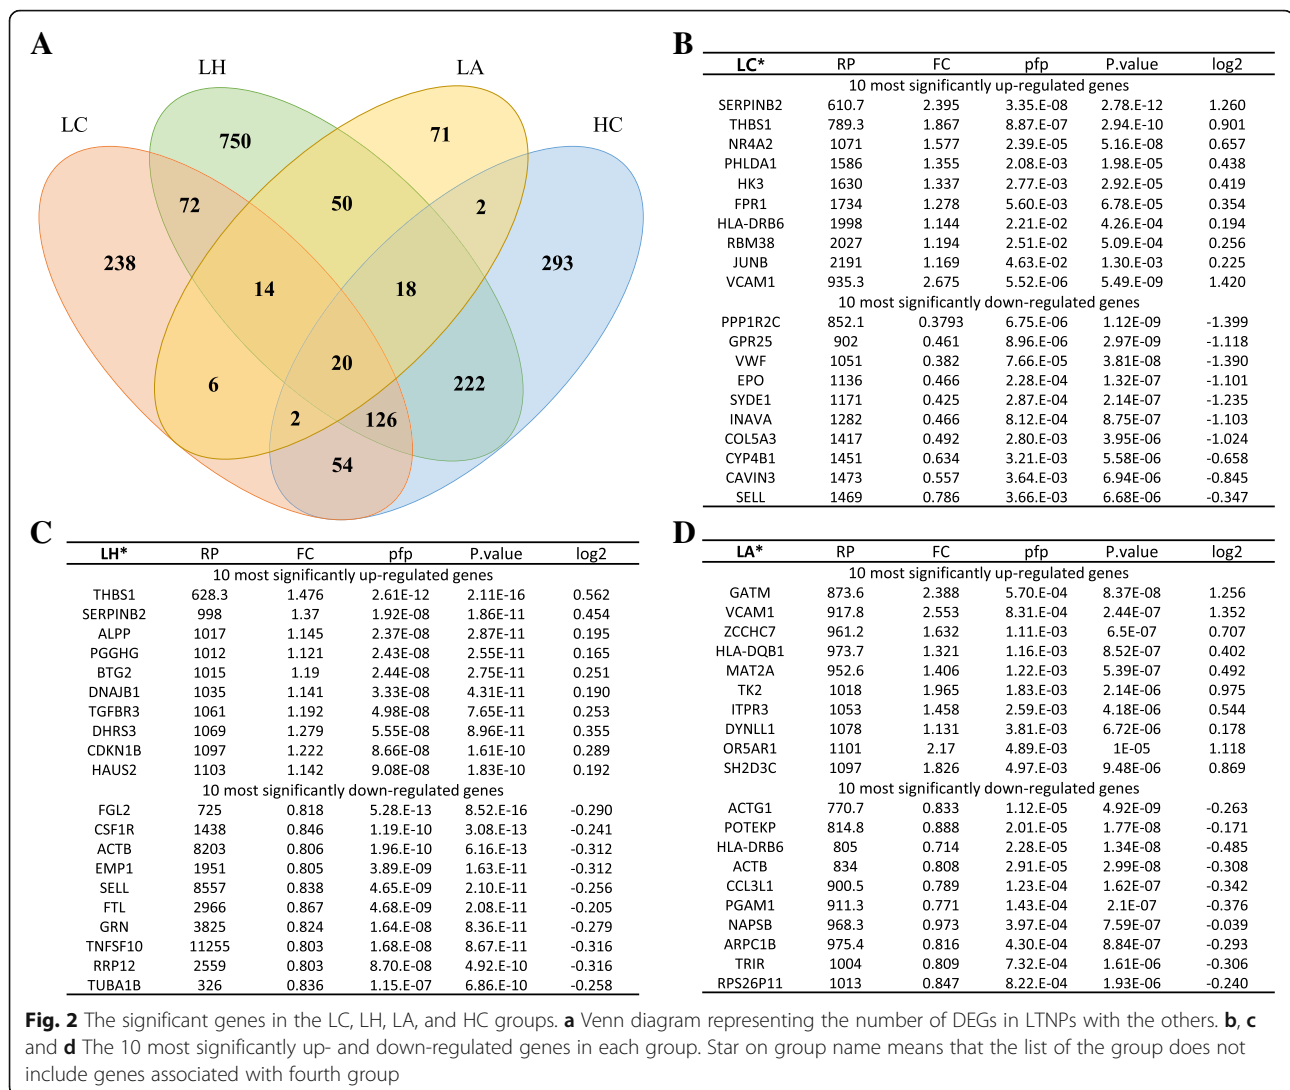 A
LC
LH
LA
HC
750
71
72
50
2
238
14
18
293
6
20
222
2
126
54
B
LC* RP FC pfp P.value log2
10 most significantly up-regulated genes
SERPINB2 610.7 2.395 3.35.E-08 2.78.E-12 1.260
THBS1 789.3 1.867 8.87.E-07 2.94.E-10 0.901
NR4A2 1071 1.577 2.39.E-05 5.16.E-08 0.657
PHLDA1 1586 1.355 2.08.E-03 1.98.E-05 0.438
HK3 1630 1.337 2.77.E-03 2.92.E-05 0.419
FPR1 1734 1.278 5.60.E-03 6.78.E-05 0.354
HLA-DRB6 1998 1.144 2.21.E-02 4.26.E-04 0.194
RBM38 2027 1.194 2.51.E-02 5.09.E-04 0.256
JUNB 2191 1.169 4.63.E-02 1.30.E-03 0.225
VCAM1 935.3 2.675 5.52.E-06 5.49.E-09 1.420
10 most significantly down-regulated genes
PPP1R2C 852.1 0.3793 6.75.E-06 1.12.E-09 -1.399
GPR25 902 0.461 8.96.E-06 2.97.E-09 -1.118
VWF 1051 0.382 7.66.E-05 3.81.E-08 -1.390
EPO 1136 0.466 2.28.E-04 1.32.E-07 -1.101
SYDE1 1171 0.425 2.87.E-04 2.14.E-07 -1.235
INAVA 1282 0.466 8.12.E-04 8.75.E-07 -1.103
COL5A3 1417 0.492 2.80.E-03 3.95.E-06 -1.024
CYP4B1 1451 0.634 3.21.E-03 5.58.E-06 -0.658
CAVIN3 1473 0.557 3.64.E-03 6.94.E-06 -0.845
SELL 1469 0.786 3.66.E-03 6.68.E-06 -0.347
C
LH* RP FC pfp P.value log2
10 most significantly up-regulated genes
THBS1 628.3 1.476 2.61E-12 2.11E-16 0.562
SERPINB2 998 1.37 1.92E-08 1.86E-11 0.454
ALPP 1017 1.145 2.37E-08 2.87E-11 0.195
PGGHG 1012 1.121 2.43E-08 2.55E-11 0.165
BTG2 1015 1.19 2.44E-08 2.75E-11 0.251
DNAJB1 1035 1.141 3.33E-08 4.31E-11 0.190
TGFBR3 1061 1.192 4.98E-08 7.65E-11 0.253
DHRS3 1069 1.279 5.55E-08 8.96E-11 0.355
CDKN1B 1097 1.222 8.66E-08 1.61E-10 0.289
HAUS2 1103 1.142 9.08E-08 1.83E-10 0.192
10 most significantly down-regulated genes
FGL2 725 0.818 5.28.E-13 8.52.E-16 -0.290
CSF1R 1438 0.846 1.19.E-10 3.08.E-13 -0.241
ACTB 8203 0.806 1.96.E-10 6.16.E-13 -0.312
EMP1 1951 0.805 3.89.E-09 1.63.E-11 -0.312
SELL 8557 0.838 4.65.E-09 2.10.E-11 -0.256
FTL 2966 0.867 4.68.E-09 2.08.E-11 -0.205
GRN 3825 0.824 1.64.E-08 8.36.E-11 -0.279
TNFSF10 11255 0.803 1.68.E-08 8.67.E-11 -0.316
RRP12 2559 0.803 8.70.E-08 4.92.E-10 -0.316
TUBA1B 326 0.836 1.15.E-07 6.86.E-10 -0.258
D
LA* RP FC pfp P.value log2
10 most significantly up-regulated genes
GATM 873.6 2.388 5.70.E-04 8.37E-08 1.256
VCAM1 917.8 2.553 8.31.E-04 2.44E-07 1.352
ZCCHC7 961.2 1.632 1.11.E-03 6.5E-07 0.707
HLA-DQB1 973.7 1.321 1.16.E-03 8.52E-07 0.402
MAT2A 952.6 1.406 1.22.E-03 5.39E-07 0.492
TK2 1018 1.965 1.83.E-03 2.14E-06 0.975
ITPR3 1053 1.458 2.59.E-03 4.18E-06 0.544
DYNLL1 1078 1.131 3.81.E-03 6.72E-06 0.178
OR5AR1 1101 2.17 4.89.E-03 1E-05 1.118
SH2D3C 1097 1.826 4.97.E-03 9.48E-06 0.869
10 most significantly down-regulated genes
ACTG1 770.7 0.833 1.12.E-05 4.92E-09 -0.263
POTEKP 814.8 0.888 2.01.E-05 1.77E-08 -0.171
HLA-DRB6 805 0.714 2.28.E-05 1.34E-08 -0.485
ACTB 834 0.808 2.91.E-05 2.99E-08 -0.308
CCL3L1 900.5 0.789 1.23.E-04 1.62E-07 -0.342
PGAM1 911.3 0.771 1.43.E-04 2.1E-07 -0.376
NAPSB 968.3 0.973 3.97.E-04 7.59E-07 -0.039
ARPC1B 975.4 0.816 4.30.E-04 8.84E-07 -0.293
TRIR 1004 0.809 7.32.E-04 1.61E-06 -0.306
RPS26P11 1013 0.847 8.22.E-04 1.93E-06 -0.240
Fig. 2 The significant genes in the LC, LH, LA, and HC groups. a Venn diagram representing the number of DEGs in LTNPs with the others. b, c
and d The 10 most significantly up- and down-regulated genes in each group. Star on group name means that the list of the group does not
include genes associated with fourth group